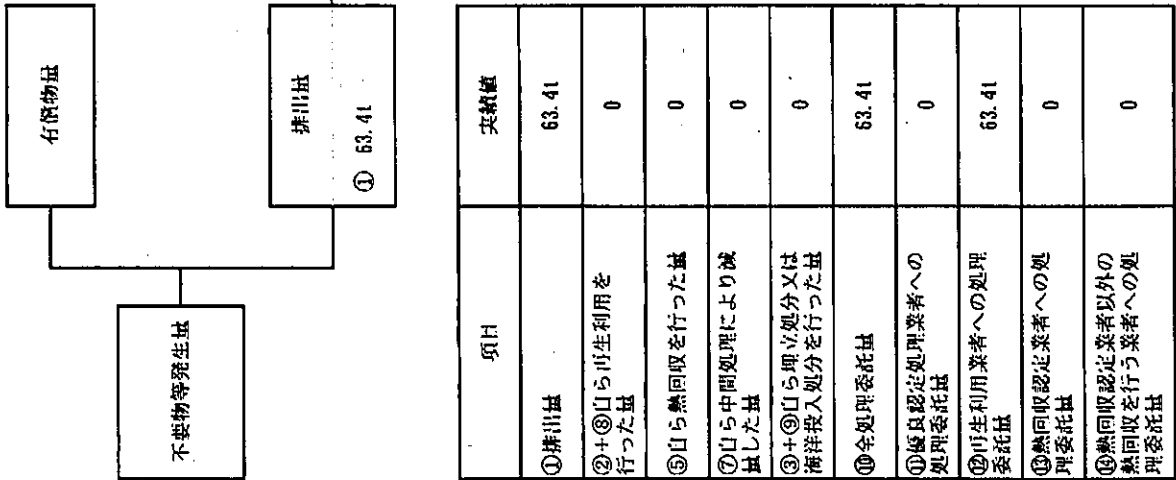 不要物等発生量
有償物量
排出量
① 63.4t
項目
実績値
①排出量
63.4t
②+⑧自ら再生利用を
行った量
0
⑤自ら熱回収を行った量
0
⑦自ら中間処理により減
量した量
0
③+⑨自ら埋立処分又は
海洋投入処分を行った量
0
⑩全処理委託量
63.4t
⑪優良認定処理業者への
処理委託量
0
⑫再生利用業者への処理
委託量
63.4t
⑬熱回収認定業者への処
理委託量
0
⑭熱回収認定業者以外の
熱回収を行う業者への処
理委託量
0